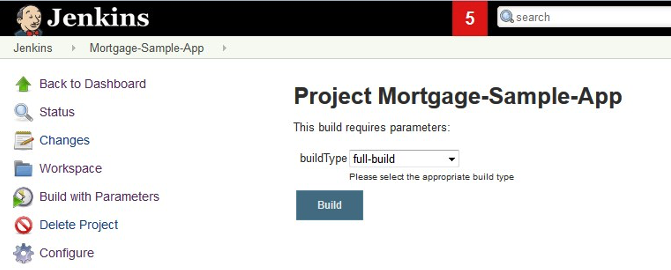 Jenkins
5
search
Jenkins
Mortgage-Sample-App
Back to Dashboard
Status
Changes
Workspace
Build with Parameters
Delete Project
Configure
Project Mortgage-Sample-App
This build requires parameters:
buildType full-build
Please select the appropriate build type
Build